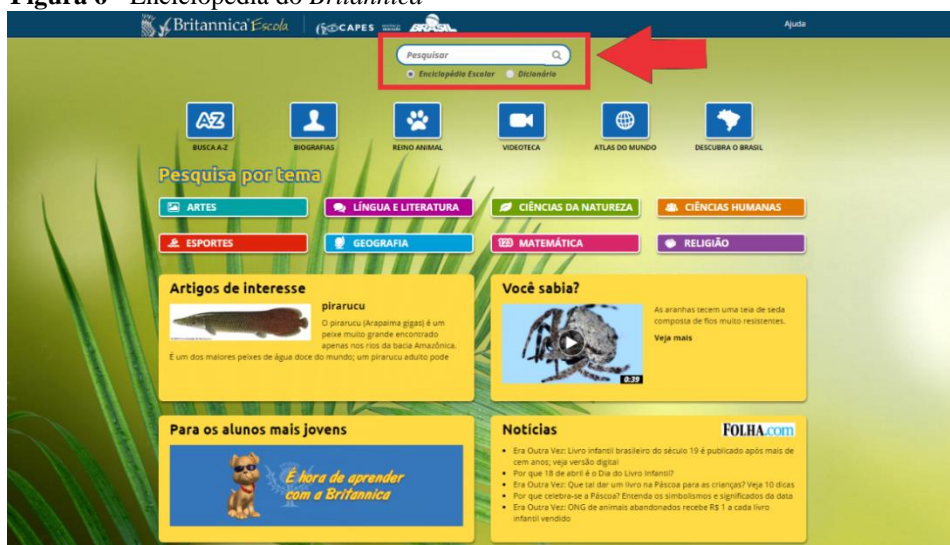 Figura 6 - Enciclopédia do Britannica
Britannica Escola
CAPES
BRASIL
Ajuda
Pesquisar
Enciclopédia Escolar
Dicionário
AZ
BUSCA A-Z
BIOGRAFIAS
REINO ANIMAL
VIDEOTECA
ATLAS DO MUNDO
DESCUBRA O BRASIL
Pesquisa por tema
ARTES
LÍNGUA E LITERATURA
CIÊNCIAS DA NATUREZA
CIÊNCIAS HUMANAS
ESPORTES
GEOGRAFIA
MATEMÁTICA
RELIGIÃO
Artigos de interesse
pirarucu
O pirarucu (Arapaima gigas) é um
peixe muito grande encontrado
apenas nos rios da bacia Amazônica.
É um dos maiores peixes de água doce do mundo; um pirarucu adulto pode
Você sabia?
As aranhas tecem uma teia de seda
composta de fios muito resistentes.
Veja mais
0:39
Para os alunos mais jovens
É hora de aprender
com a Britannica
Notícias
FOLHA.com
Era Outra Vez: Livro infantil brasileiro do século 19 é publicado após mais de
cem anos; veja versão digital
Por que 18 de abril é o Dia do Livro Infantil?
Era Outra Vez: Que tal dar um livro na Páscoa para as crianças? Veja 10 dicas
Por que celebra-se a Páscoa? Entenda os simbolismos e significados da data
Era Outra Vez: ONG de animais abandonados recebe R$ 1 a cada livro
infantil vendido